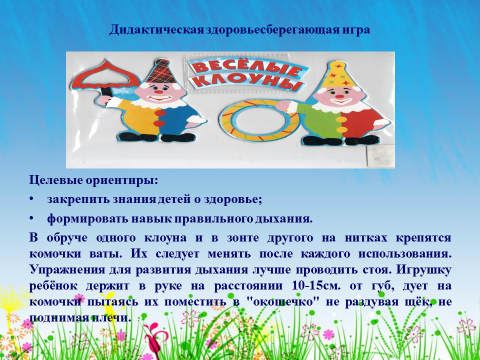 Дидактическая здоровьесберегающая игра
ВЕСЁЛЫЕ
КЛОУНЫ
Целевые ориентиры:
• закрепить знания детей о здоровье;
• формировать навык правильного дыхания.
В обруче одного клоуна и в зонте другого на нитках крепятся
комочки ваты. Их следует менять после каждого использования.
Упражнения для развития дыхания лучше проводить стоя. Игрушку
ребёнок держит в руке на расстоянии 10-15см. от губ, дует на
комочки пытаясь их поместить в "окошечко" не раздувая щёк, не
поднимая плечи.